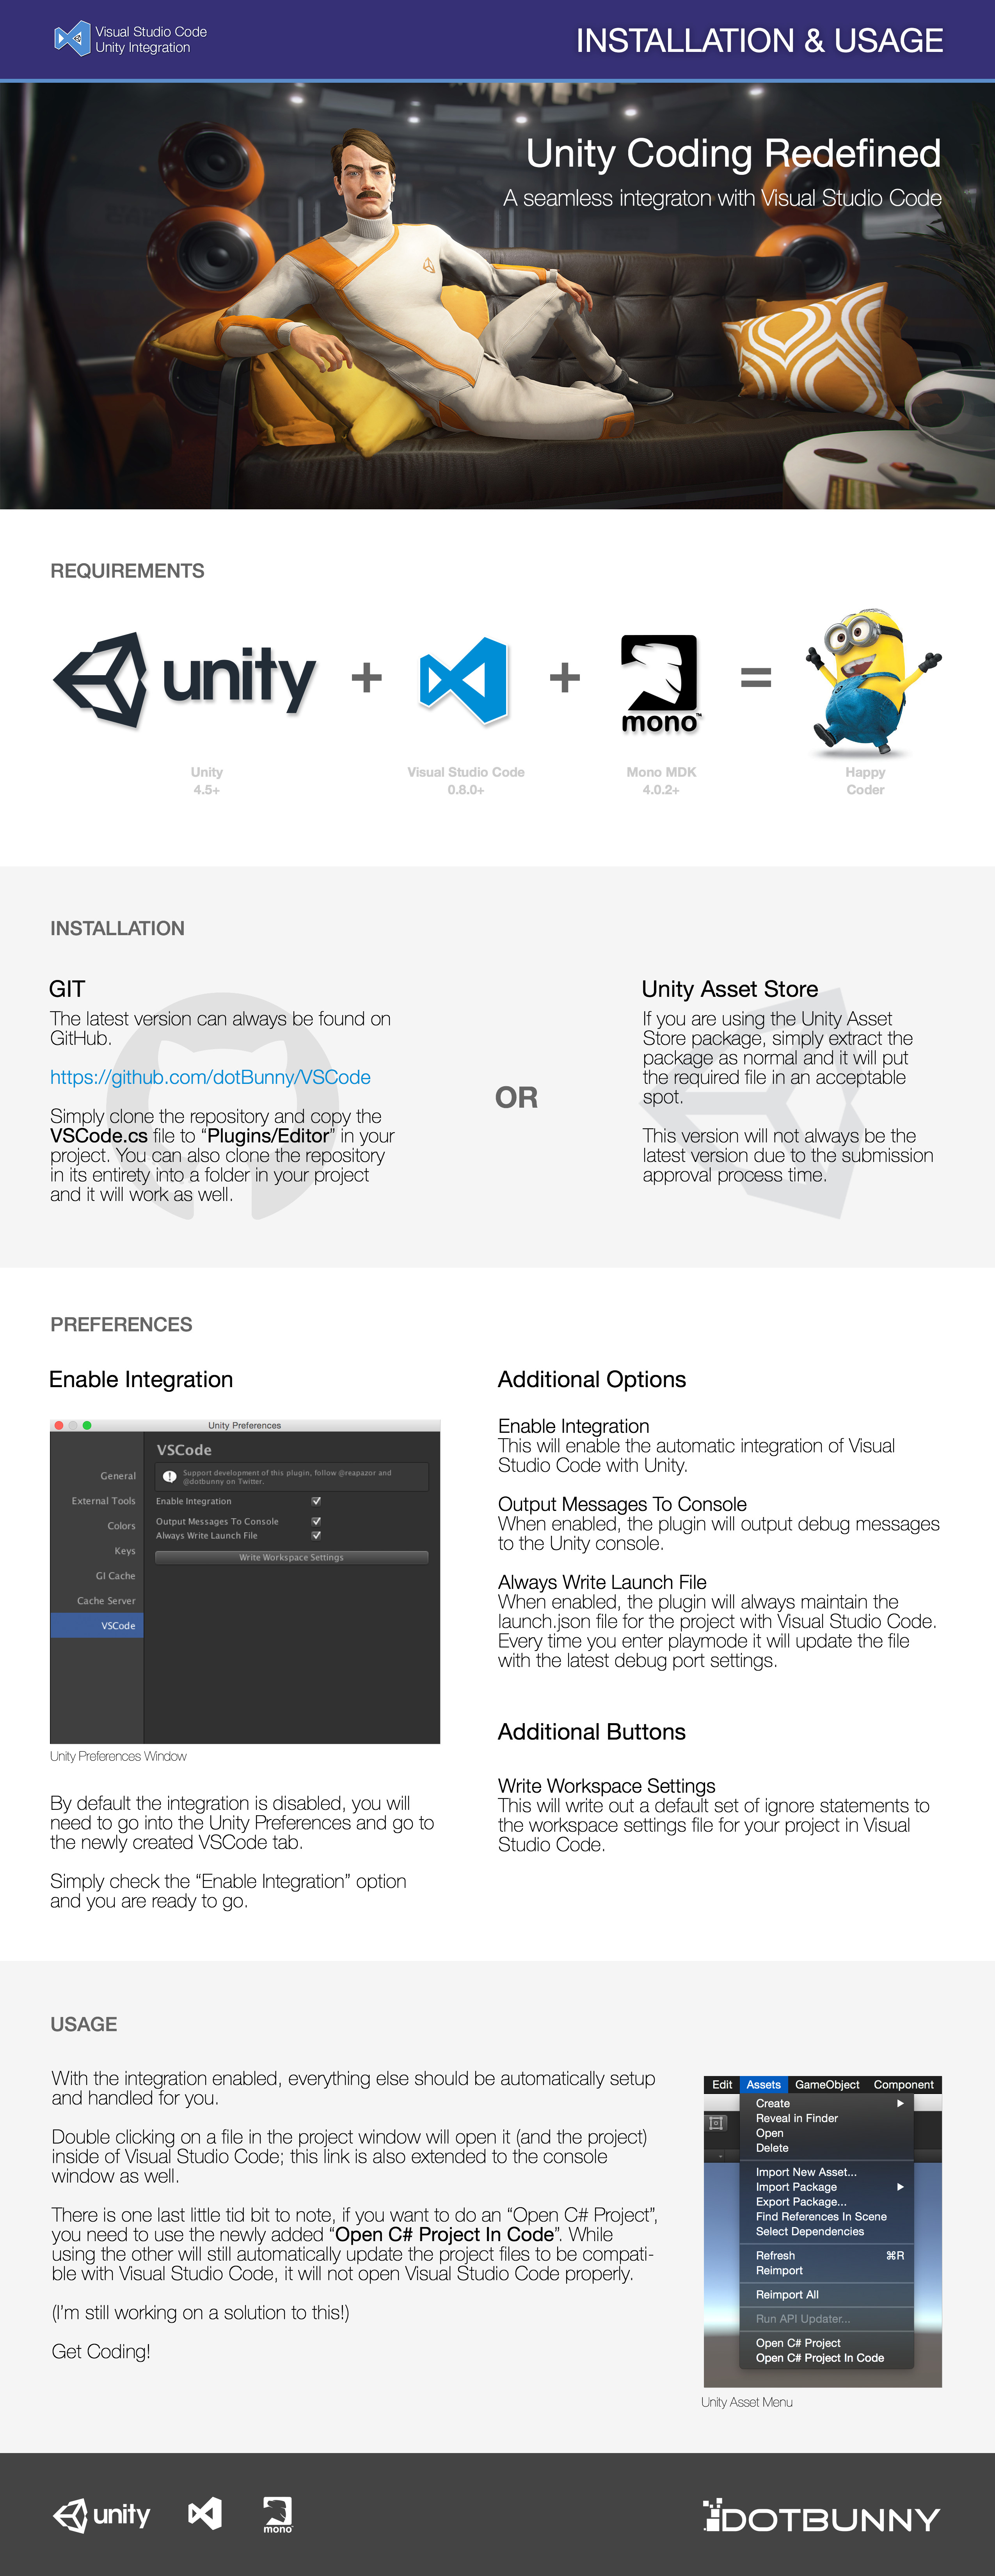 Visual Studio Code
Unity Integration
INSTALLATION & USAGE
Unity Coding Redefined
A seamless integraton with Visual Studio Code
REQUIREMENTS
unity
+
+
mono™
=
Unity
4.5+
Visual Studio Code
0.8.0+
Mono MDK
4.0.2+
Happy
Coder
INSTALLATION
GIT
The latest version can always be found on
GitHub.
https://github.com/dotBunny/VSCode
Simply clone the repository and copy the
VSCode.cs file to “Plugins/Editor” in your
project. You can also clone the repository
in its entirety into a folder in your project
and it will work as well.
OR
Unity Asset Store
If you are using the Unity Asset
Store package, simply extract the
package as normal and it will put
the required file in an acceptable
spot.
This version will not always be the
latest version due to the submission
approval process time.
PREFERENCES
Enable Integration
Unity Preferences
General
External Tools
Colors
Keys
GI Cache
Cache Server
VSCode
VSCode
Support development of this plugin, follow @reapazor and
@dotbunny on Twitter.
Enable Integration
Output Messages To Console
Always Write Launch File
Write Workspace Settings
Unity Preferences Window
By default the integration is disabled, you will
need to go into the Unity Preferences and go to
the newly created VSCode tab.
Simply check the “Enable Integration” option
and you are ready to go.
Additional Options
Enable Integration
This will enable the automatic integration of Visual
Studio Code with Unity.
Output Messages To Console
When enabled, the plugin will output debug messages
to the Unity console.
Always Write Launch File
When enabled, the plugin will always maintain the
launch.json file for the project with Visual Studio Code.
Every time you enter playmode it will update the file
with the latest debug port settings.
Additional Buttons
Write Workspace Settings
This will write out a default set of ignore statements to
the workspace settings file for your project in Visual
Studio Code.
USAGE
With the integration enabled, everything else should be automatically setup
and handled for you.
Double clicking on a file in the project window will open it (and the project)
inside of Visual Studio Code; this link is also extended to the console
window as well.
There is one last little tid bit to note, if you want to do an “Open C# Project”,
you need to use the newly added “Open C# Project In Code”. While
using the other will still automatically update the project files to be compati-
ble with Visual Studio Code, it will not open Visual Studio Code properly.
(I’m still working on a solution to this!)
Get Coding!
Edit Assets GameObject Component
Create
Reveal in Finder
Open
Delete
Import New Asset...
Import Package
Export Package...
Find References In Scene
Select Dependencies
Refresh ⌘R
Reimport
Reimport All
Run API Updater...
Open C# Project
Open C# Project In Code
Unity Asset Menu
unity
mono
DOTBUNNY